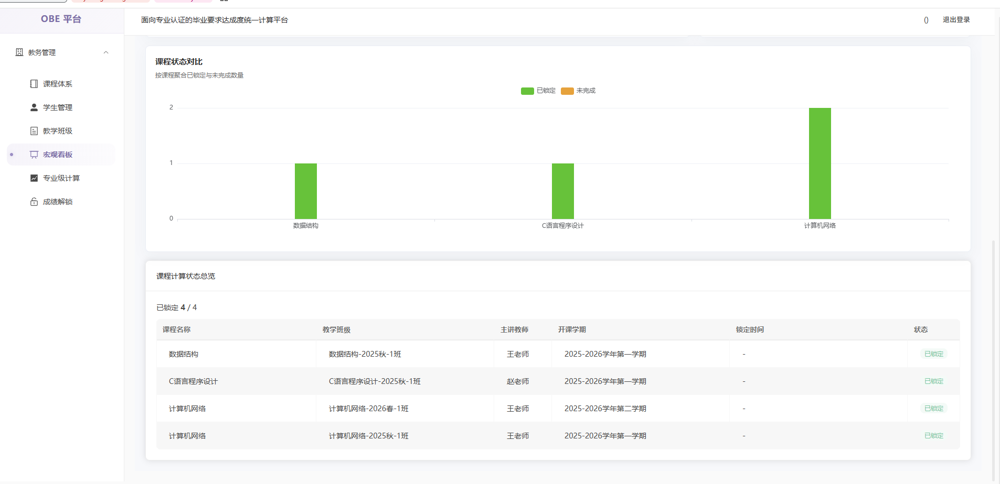 OBE 平台
面向专业认证的毕业要求达成度统一计算平台
()
退出登录
教务管理
课程体系
学生管理
教学班级
宏观看板
专业级计算
成绩解锁
课程状态对比
按课程聚合已锁定与未完成数量
已锁定 未完成
2
1
0
数据结构 C语言程序设计 计算机网络
课程计算状态总览
已锁定 4 / 4
课程名称 教学班级 主讲教师 开课学期 锁定时间 状态
数据结构 数据结构-2025秋-1班 王老师 2025-2026学年第一学期 - 已锁定
C语言程序设计 C语言程序设计-2025秋-1班 赵老师 2025-2026学年第一学期 - 已锁定
计算机网络 计算机网络-2026春-1班 王老师 2025-2026学年第二学期 - 已锁定
计算机网络 计算机网络-2025秋-1班 王老师 2025-2026学年第一学期 - 已锁定